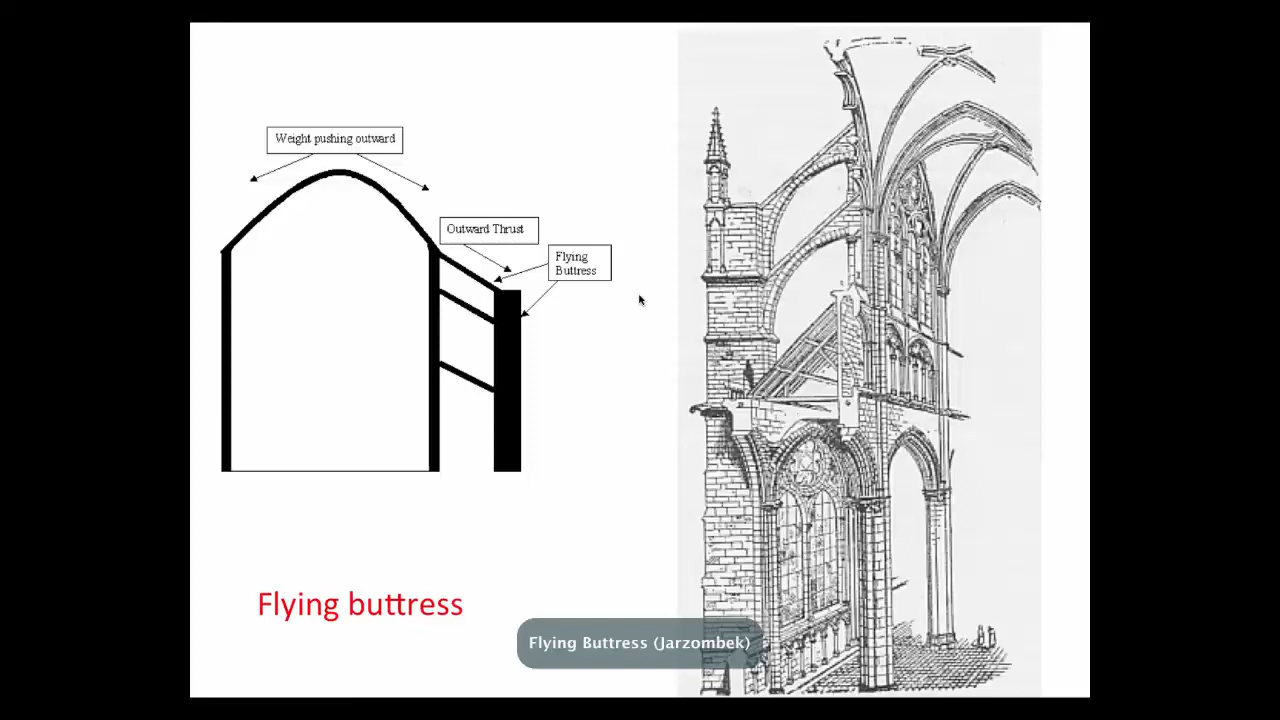 Weight pushing outward
Outward Thrust
Flying
Buttress
Flying buttress
Flying Buttress (Jarzombek)